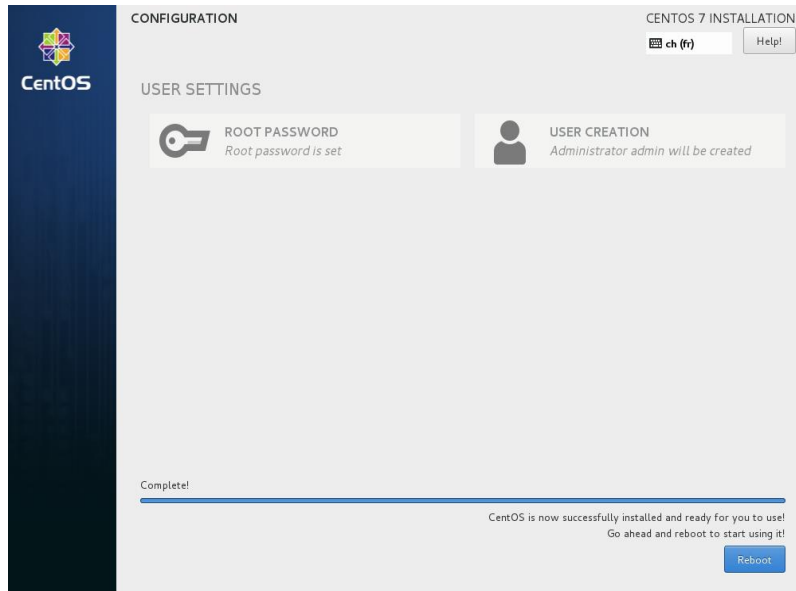 CONFIGURATION
CENTOS 7 INSTALLATION
ch (fr)
Help!
CentOS
USER SETTINGS
ROOT PASSWORD
Root password is set
USER CREATION
Administrator admin will be created
Complete!
CentOS is now successfully installed and ready for you to use!
Go ahead and reboot to start using it!
Reboot